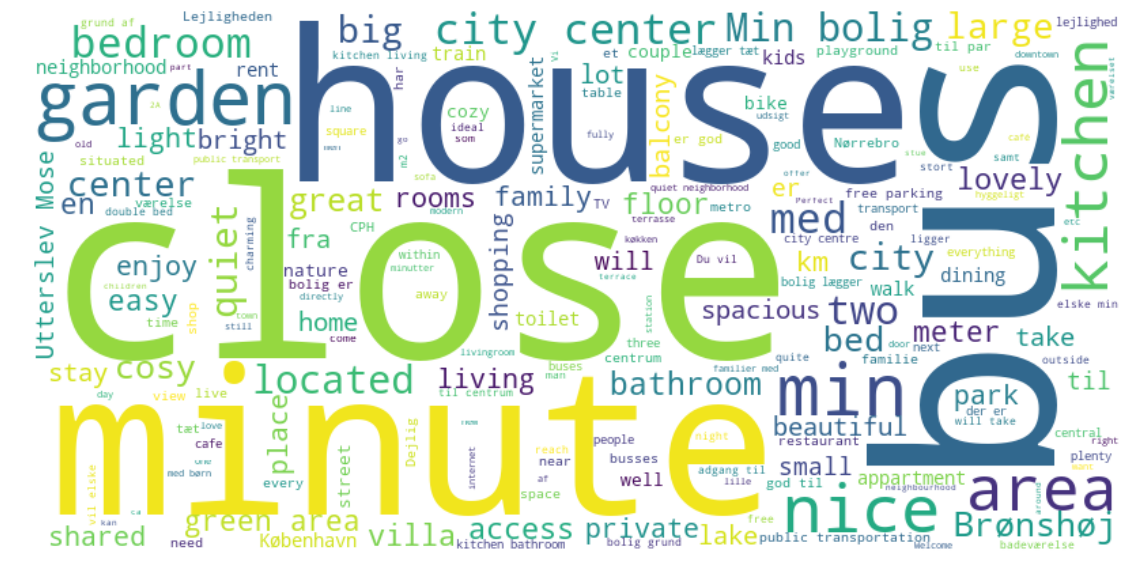 grund af
Lejligheden
big
city center
Min bolig
large
lejlighed
bedroom
kitchen living
train
et
couple
lægger tæt
kids
playground
til par
downtown
neighborhood
part
rent
har
supermarket
lot
table
balcony
use
kitchen
værelset
garden
houses
2A
line
cozy
ideal
som
bike
udsigt
er god
good
Nørrebro
cafe
old
light
bright
square
go
fully
stue
stort
samt
situated
public transport
m2
sofa
offer
quiet neighborhood
er
free parking
lovely
hyggeligt
Utterslev Mose
center
en
værelse
double bed
great
rooms
family
TV
floor
metro
Perfect
med
transport
den
etc
quiet
charming
CPH
modern
terrasse
fra
within
shopping
køkken
will
Du vil
city centre
ligger
everything
close
enjoy
nature
bolig er
minutter
terrace
km
city
dining
bolig lægger
walk
elske min
children
easy
time
shop
town
still
directly
home
come
away
toilet
station
spacious
two
meter
take
three
bed
door
next
outside
livingroom
centrum
buses
quite
familie
stay
cosy
located
living
man
til centrum
bathroom
familier med
min
park
der er
will take
til
day
view
live
minute
beautiful
central
tæt
love
cafe
place
Dejlig
people
night
restaurant
right
near
busses
reach
internet
plenty
med børn
every
street
af
space
well
adgang til
lille
small
god til
appartment
neighbourhood
want
area
vil elske
ca
kan
around
green area
nice
free
Brønshøj
shared
need
København
villa
access
private
lake
public transportation
kitchen bathroom
bolig grund
Welcome
badeværelse